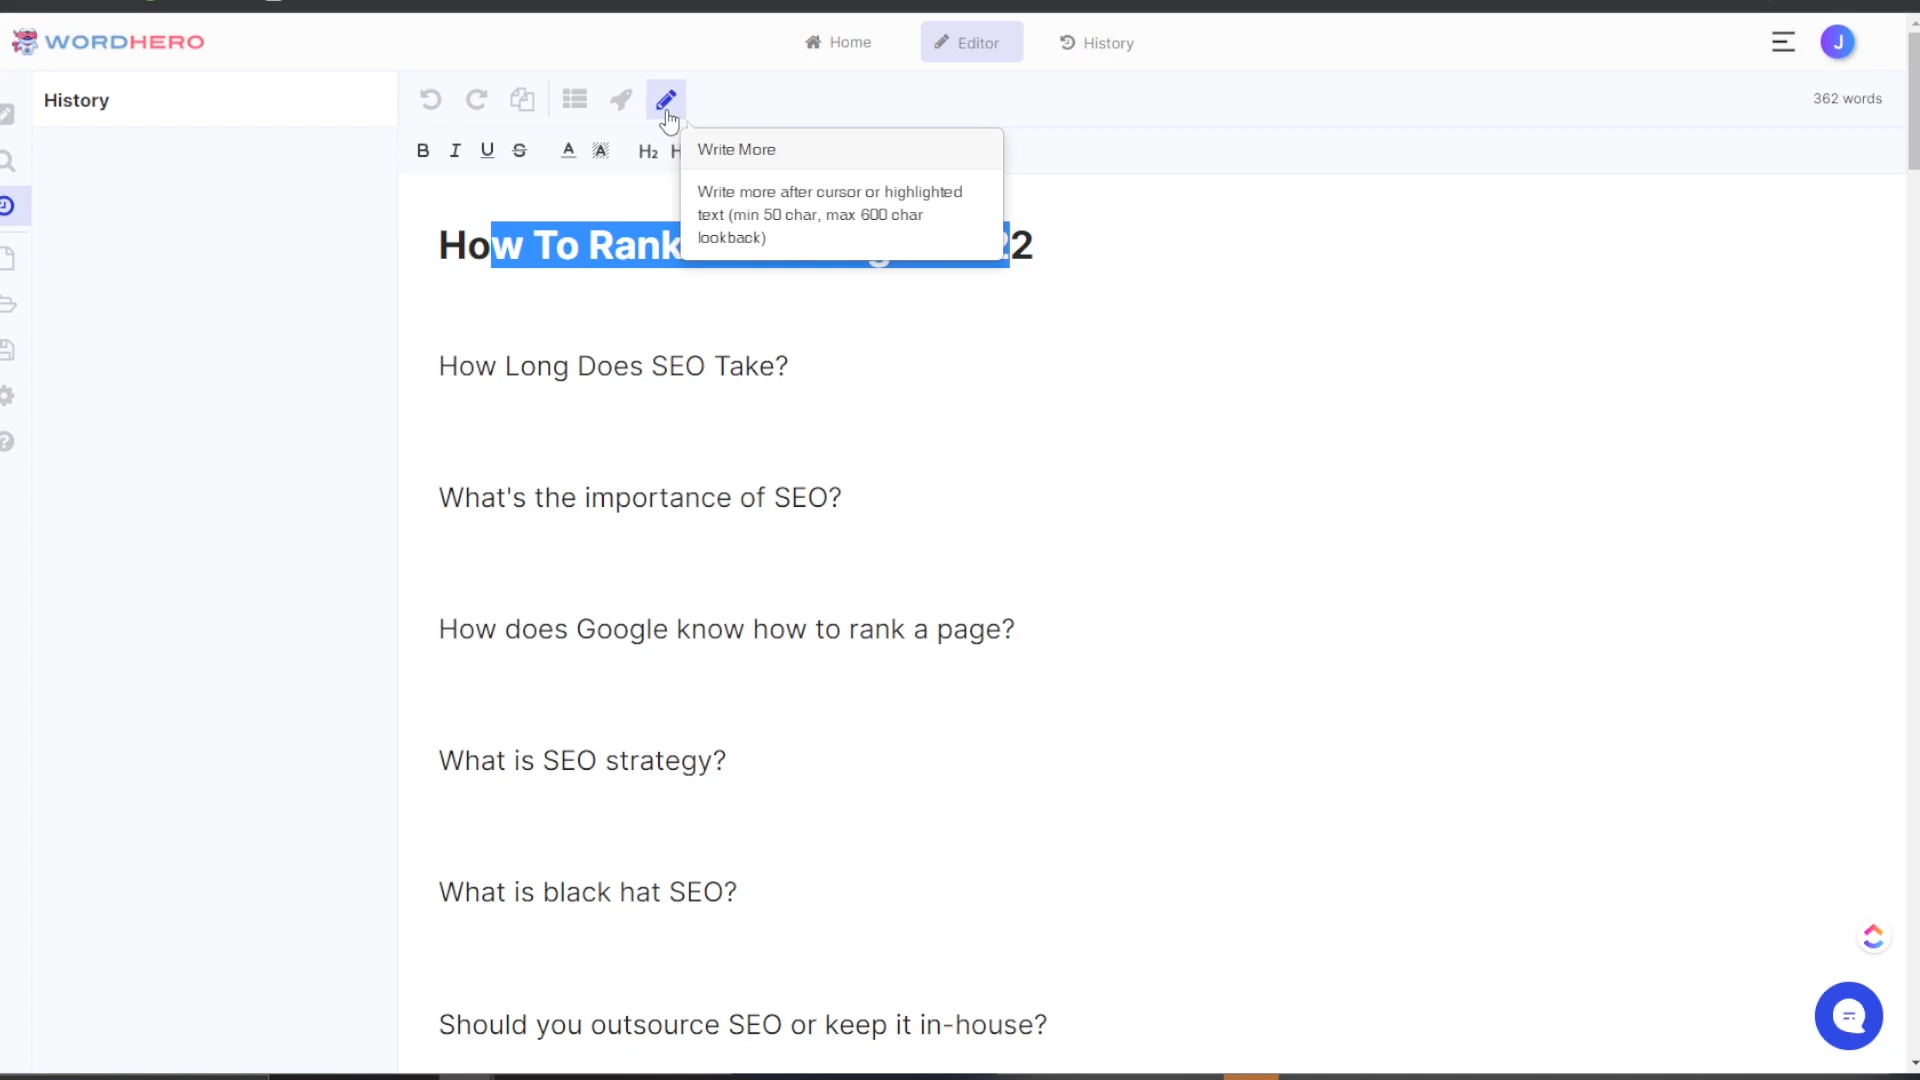 WORDHERO
Home
Editor
History
J
History
362 words
B I U S A A H2 H
Write More
Write more after cursor or highlighted
text (min 50 char, max 600 char
lookback)
How To Rank 2
How Long Does SEO Take?
What's the importance of SEO?
How does Google know how to rank a page?
What is SEO strategy?
What is black hat SEO?
Should you outsource SEO or keep it in-house?